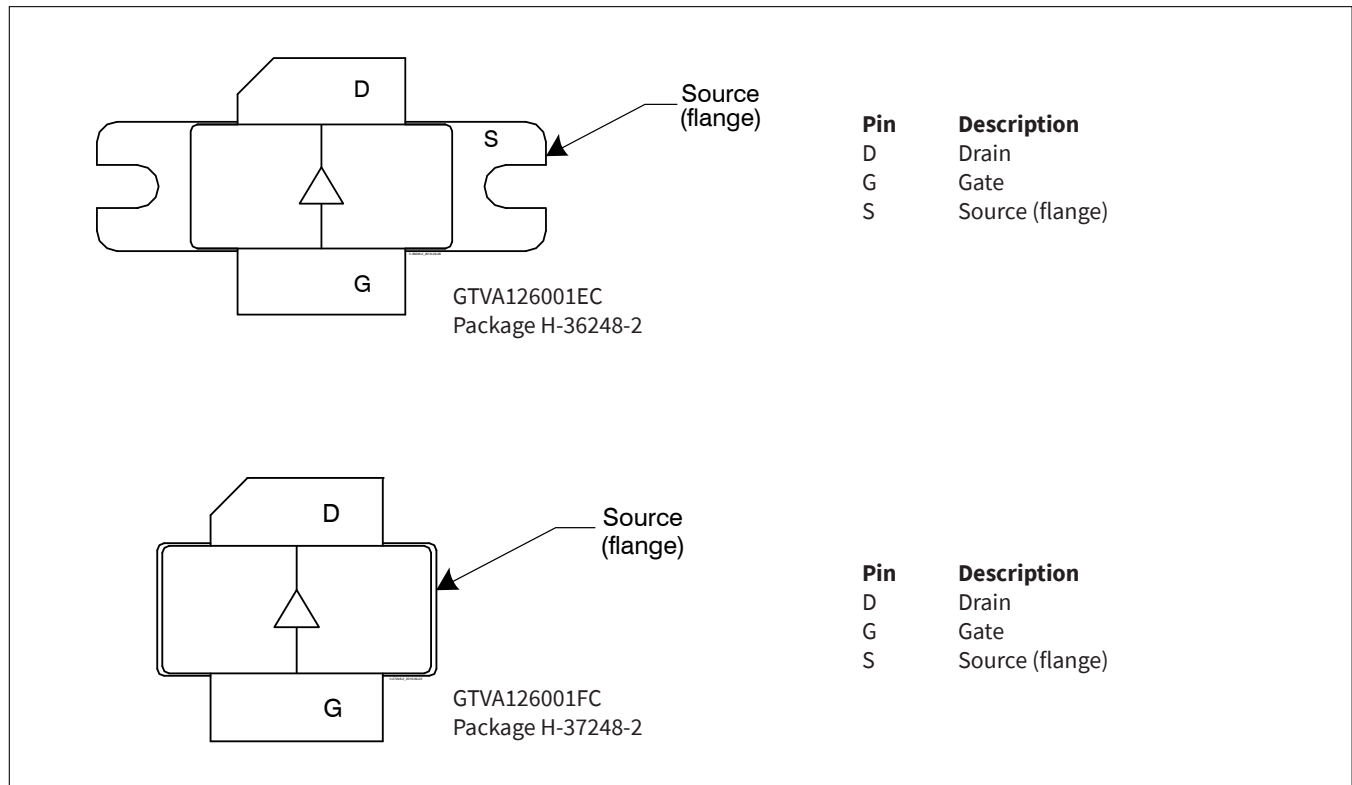 D
Source
(flange)
S
G
GTVA126001EC
Package H-36248-2
Pin Description
D Drain
G Gate
S Source (flange)
D
Source
(flange)
G
GTVA126001FC
Package H-37248-2
Pin Description
D Drain
G Gate
S Source (flange)